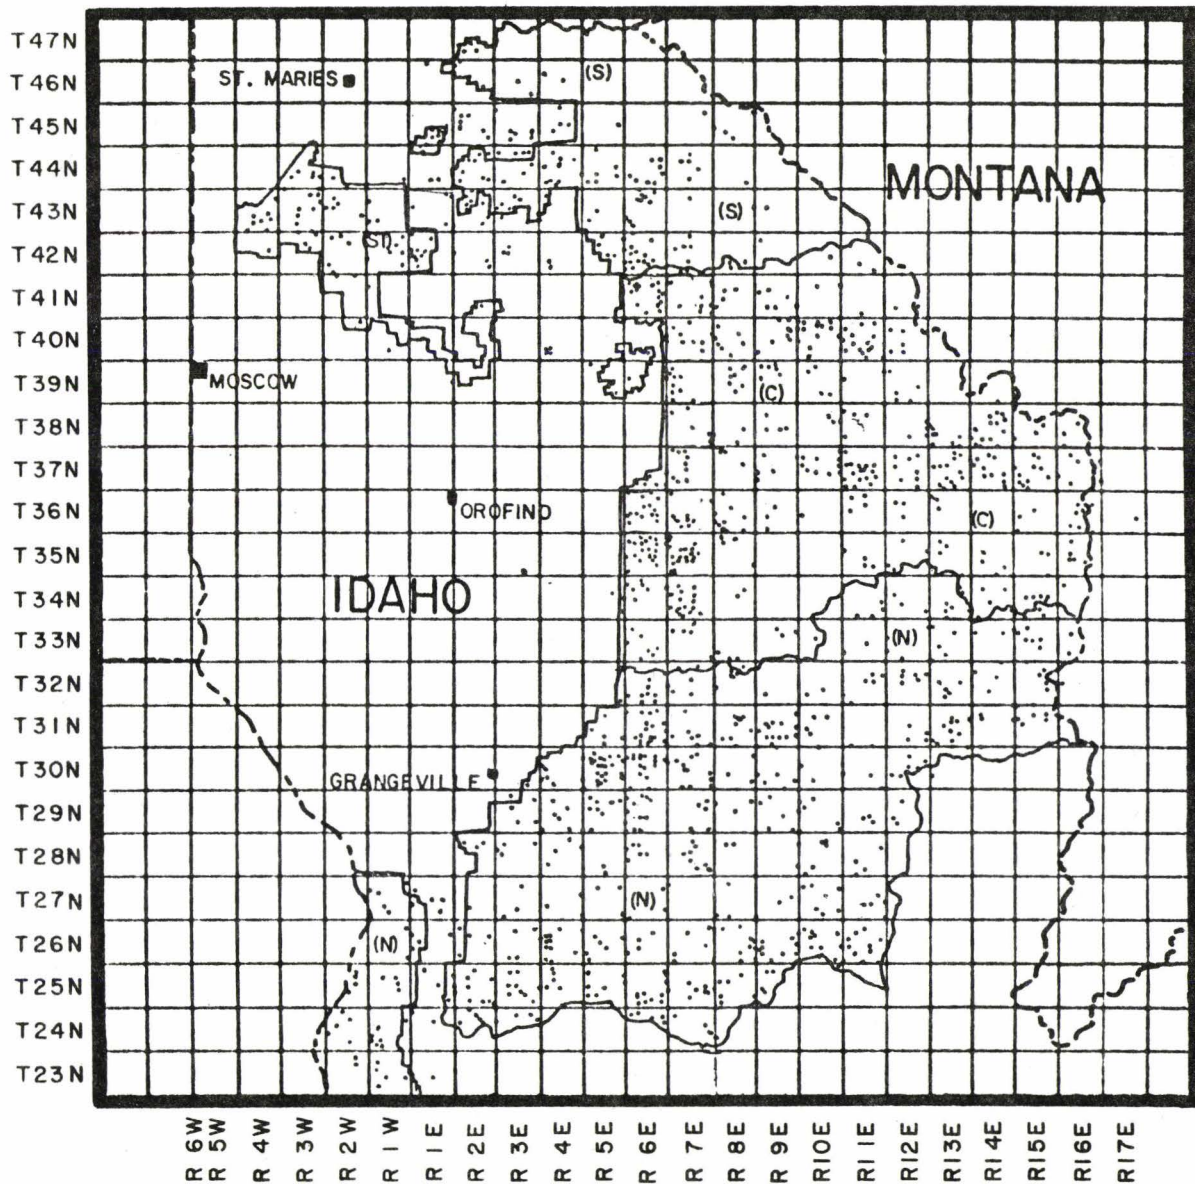 T47N
T46N
ST. MARIES
(S)
T45N
T44N
MONTANA
T43N
(S)
(ST)
T42N
T41N
T40N
T39N
MOSCOW
(C)
T38N
T37N
T36N
OROFINO
(C)
T35N
T34N
IDAHO
T33N
(N)
T32N
T31N
T30N
GRANGEVILLE
T29N
T28N
T27N
(N)
T26N
(N)
T25N
T24N
T23N
R 6W
R 5W
R 4W
R 3W
R 2W
R 1W
R 1E
R 2E
R 3E
R 4E
R 5E
R 6E
R 7E
R 8E
R 9E
R10E
R11E
R12E
R13E
R14E
R15E
R16E
R17E